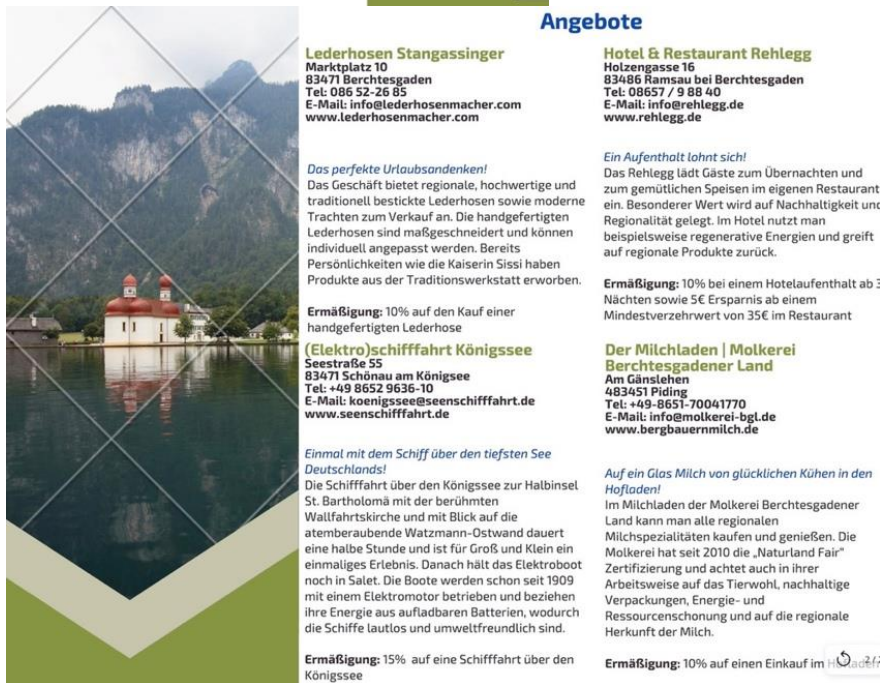 Angebote
Lederhosen Stangassinger
Marktplatz 10
83471 Berchtesgaden
Tel: 086 52-26 85
E-Mail: info@lederhosenmacher.com
www.lederhosenmacher.com
Das perfekte Urlaubsandenken!
Das Geschäft bietet regionale, hochwertige und
traditionell bestickte Lederhosen sowie moderne
Trachten zum Verkauf an. Die handgefertigten
Lederhosen sind maßgeschneidert und können
individuell angepasst werden. Bereits
Persönlichkeiten wie die Kaiserin Sissi haben
Produkte aus der Traditionswerkstatt erworben.
Ermäßigung: 10% auf den Kauf einer
handgefertigten Lederhose
(Elektro)schifffahrt Königssee
Seestraße 55
83471 Schönau am Königsee
Tel: +49 8652 9636-10
E-Mail: koenigssee@seenschifffahrt.de
www.seenschifffahrt.de
Einmal mit dem Schiff über den tiefsten See
Deutschlands!
Die Schifffahrt über den Königssee zur Halbinsel
St. Bartholomä mit der berühmten
Wallfahrtskirche und mit Blick auf die
atemberaubende Watzmann-Ostwand dauert
eine halbe Stunde und ist für Groß und Klein ein
einmaliges Erlebnis. Danach hält das Elektroboot
noch in Salet. Die Boote werden schon seit 1909
mit einem Elektromotor betrieben und beziehen
ihre Energie aus aufladbaren Batterien, wodurch
die Schiffe lautlos und umweltfreundlich sind.
Ermäßigung: 15% auf eine Schifffahrt über den
Königssee
Hotel & Restaurant Rehlegg
Holzengasse 16
83486 Ramsau bei Berchtesgaden
Tel: 08657 / 9 88 40
E-Mail: info@rehlegg.de
www.rehlegg.de
Ein Aufenthalt lohnt sich!
Das Rehlegg lädt Gäste zum Übernachten und
zum gemütlichen Speisen im eigenen Restaurant
ein. Besonderer Wert wird auf Nachhaltigkeit und
Regionalität gelegt. Im Hotel nutzt man
beispielsweise regenerative Energien und greift
auf regionale Produkte zurück.
Ermäßigung: 10% bei einem Hotelaufenthalt ab 3
Nächten sowie 5€ Ersparnis ab einem
Mindestverzehrwert von 35€ im Restaurant
Der Milchladen | Molkerei
Berchtesgadener Land
Am Gänslehen
483451 Piding
Tel: +49-8651-70041770
E-Mail: info@molkerei-bgl.de
www.bergbauernmilch.de
Auf ein Glas Milch von glücklichen Kühen in den
Hofladen!
Im Milchladen der Molkerei Berchtesgadener
Land kann man alle regionalen
Milchspezialitäten kaufen und genießen. Die
Molkerei hat seit 2010 die „Naturland Fair"
Zertifizierung und achtet auch in ihrer
Arbeitsweise auf das Tierwohl, nachhaltige
Verpackungen, Energie- und
Ressourcenschonung und auf die regionale
Herkunft der Milch.
Ermäßigung: 10% auf einen Einkauf im